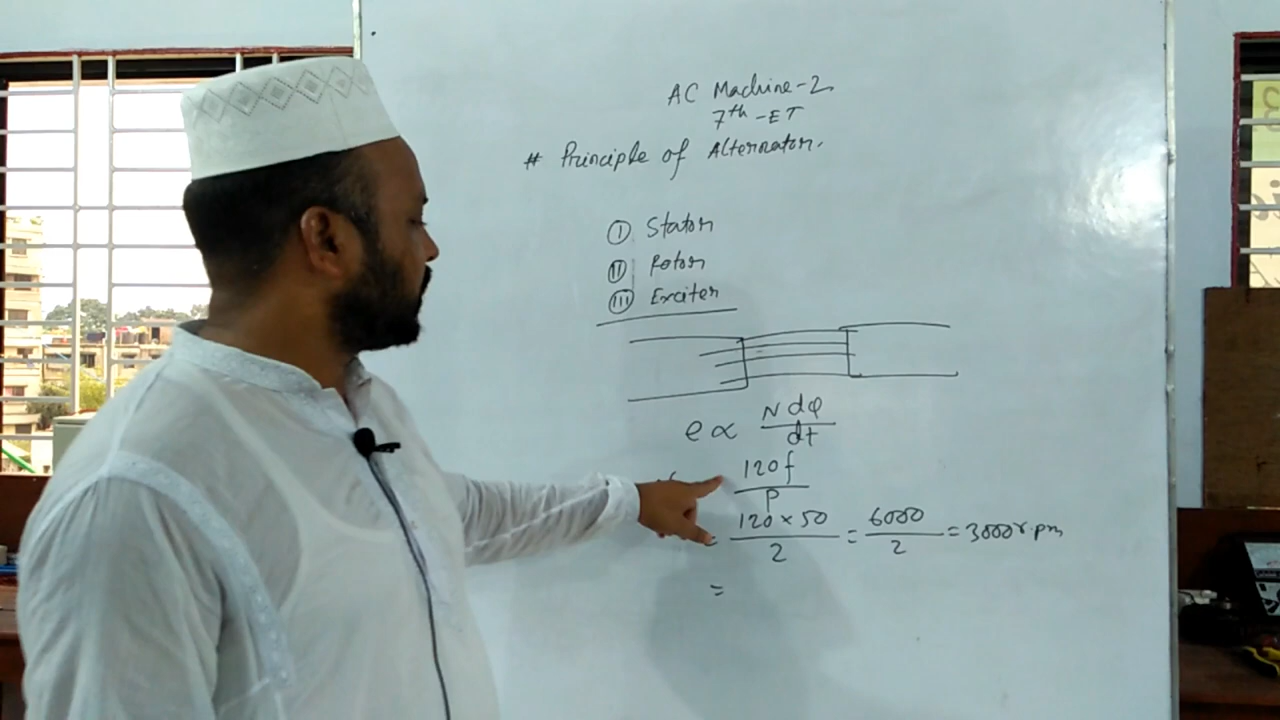 AC Machine-2
7th-ET
# Principle of Alternator.
I Stator
II Rotor
III Exciter
e ∝ N dφ/dt
120f/P
= 120 × 50/2 = 6000/2 = 3000 r.pm
=